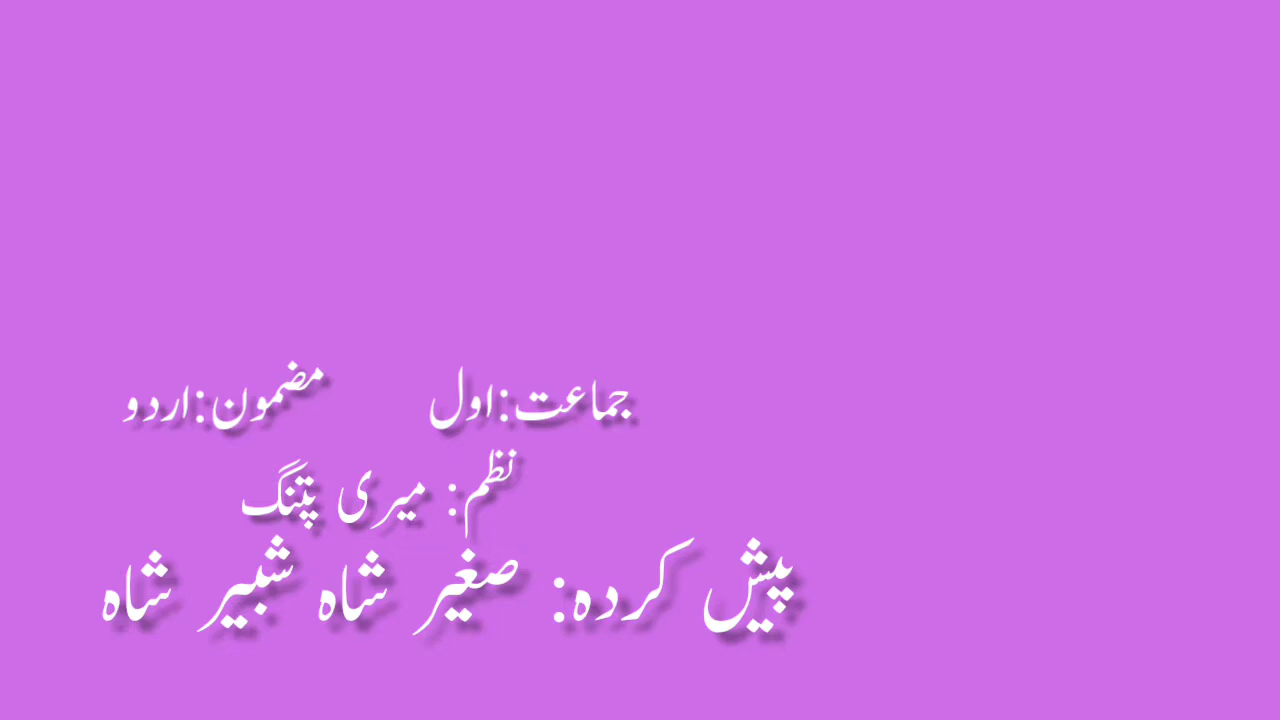 جماعت:اول مضمون:اردو
نظم: میری پتنگ
پیش کردہ: صغیر شاہ شبیر شاہ